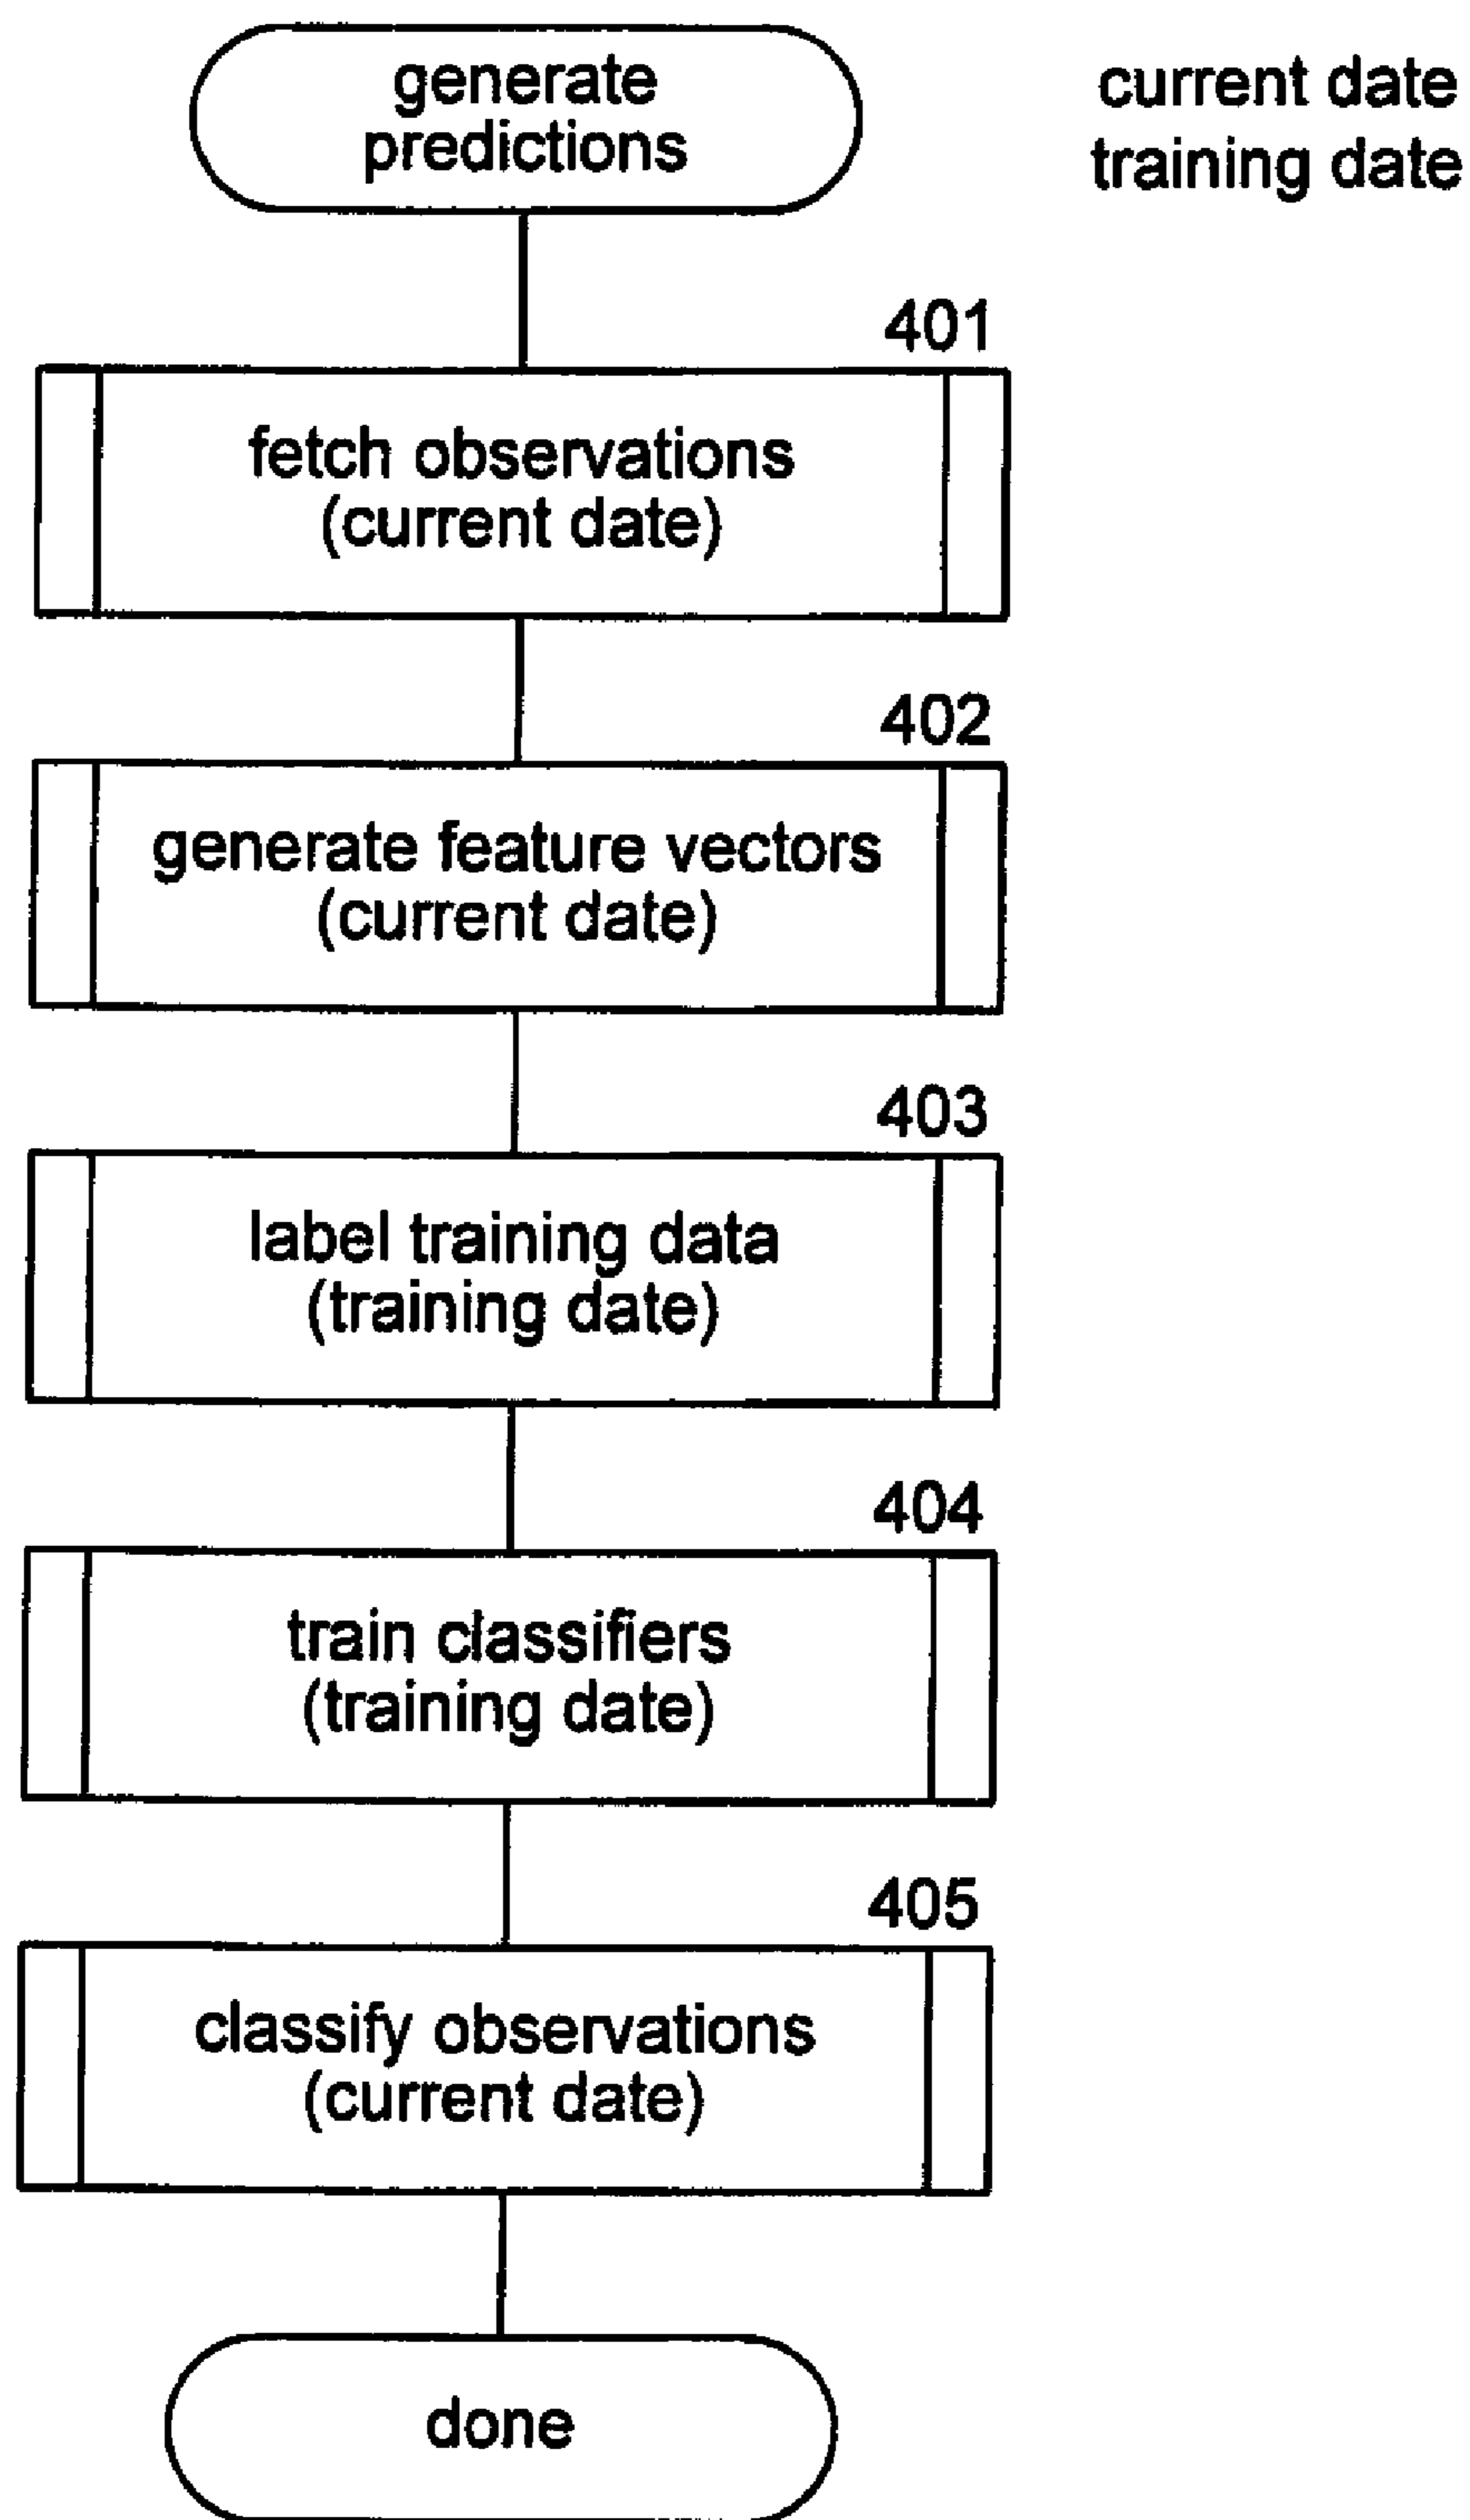 generate
predictions
current date
training date
401
fetch observations
(current date)
402
generate feature vectors
(current date)
403
label training data
(training date)
404
train classifiers
(training date)
405
classify observations
(current date)
done